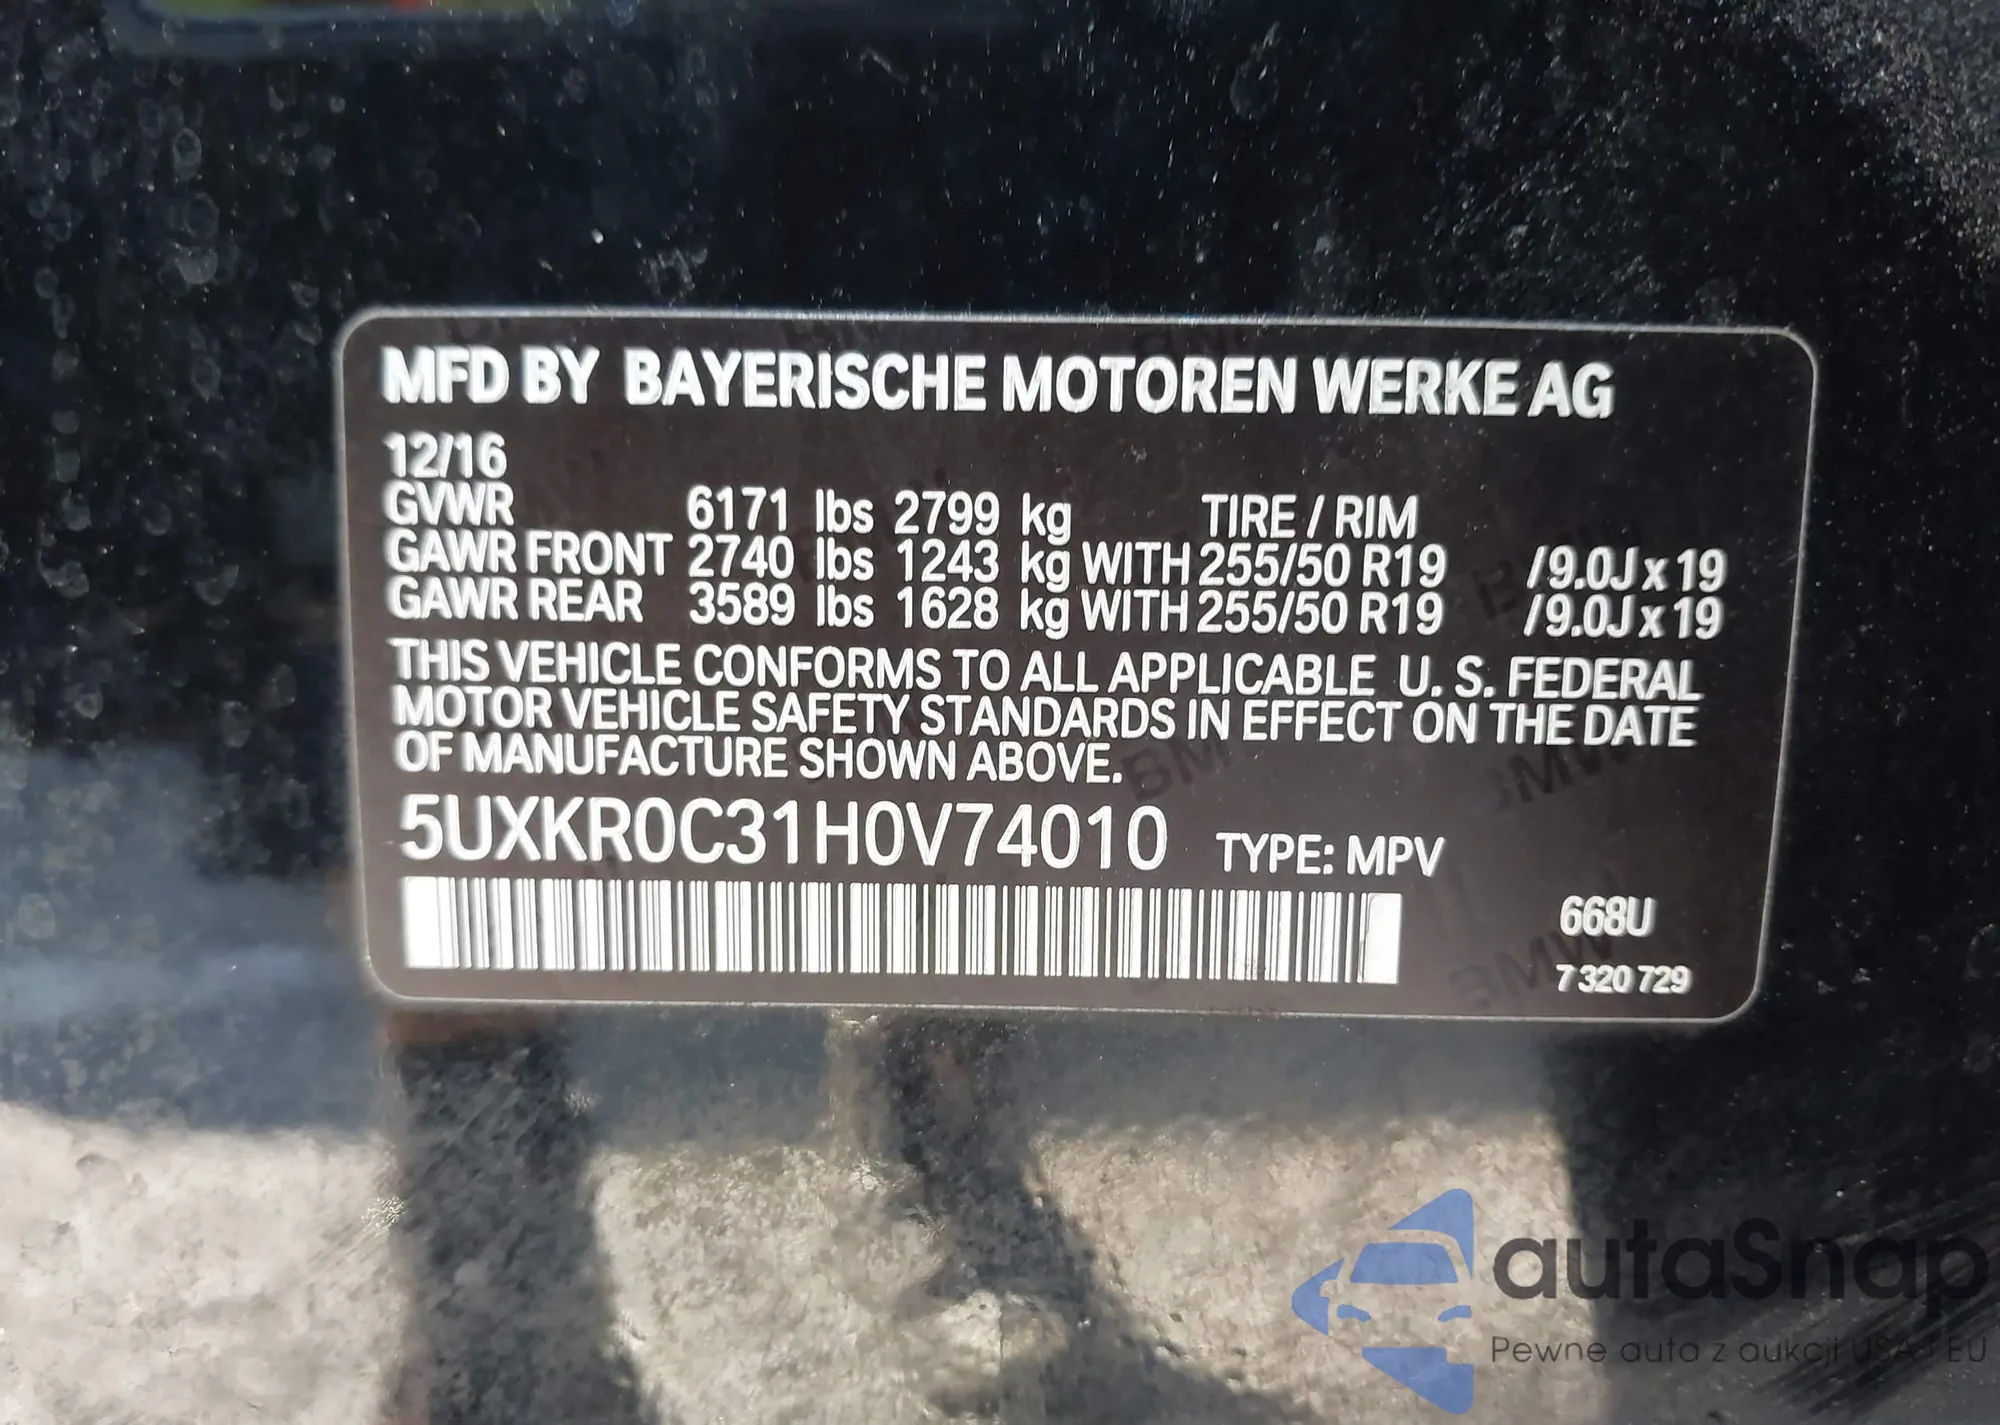 MFD BY BAYERISCHE MOTOREN WERKE AG
12/16
GVWR 6171 lbs 2799 kg TIRE / RIM
GAWR FRONT 2740 lbs 1243 kg WITH 255/50 R19 /9.0J x 19
GAWR REAR 3589 lbs 1628 kg WITH 255/50 R19 /9.0J x 19
THIS VEHICLE CONFORMS TO ALL APPLICABLE U. S. FEDERAL
MOTOR VEHICLE SAFETY STANDARDS IN EFFECT ON THE DATE
OF MANUFACTURE SHOWN ABOVE.
5UXKR0C31H0V74010 TYPE: MPV
668U
7 320 729
autaSnap
Pewne auta z aukcji USA i EU